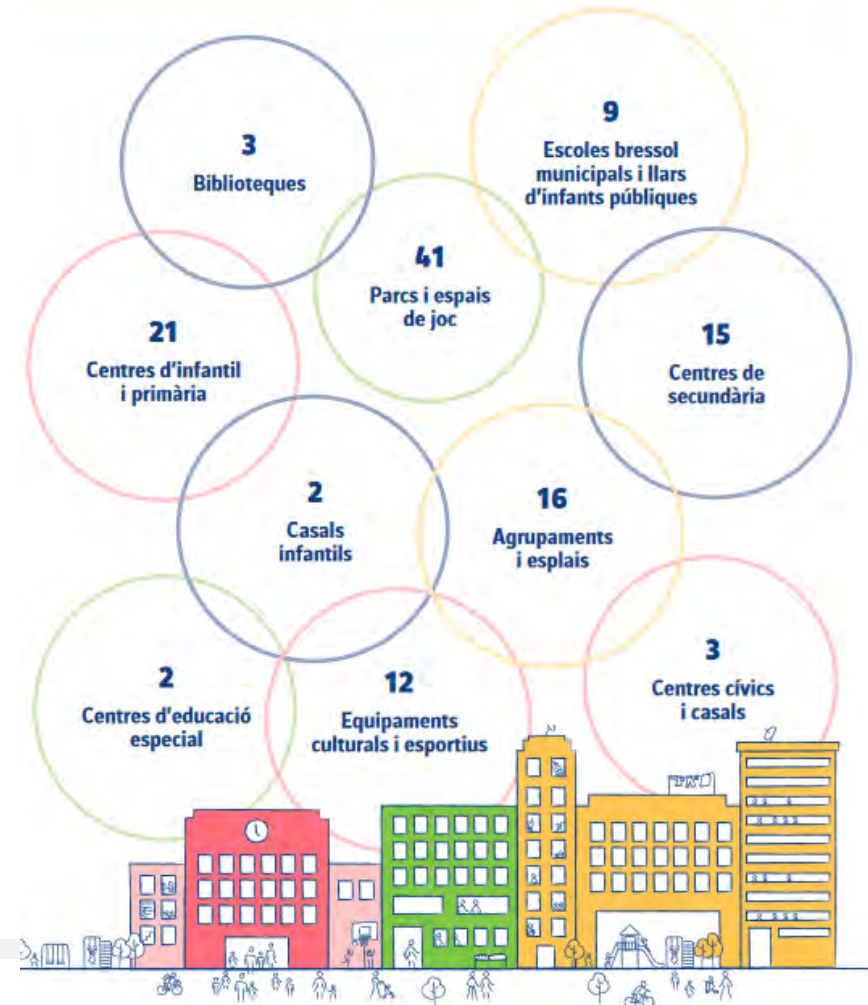 3
Biblioteques
9
Escoles bressol
municipals i llars
d'infants públiques
41
Parcs i espais
de joc
21
Centres d'infantil
i primària
15
Centres de
secundària
2
Casals
infantils
16
Agrupaments
i esplais
2
Centres d'educació
especial
12
Equipaments
culturals i esportius
3
Centres cívics
i casals